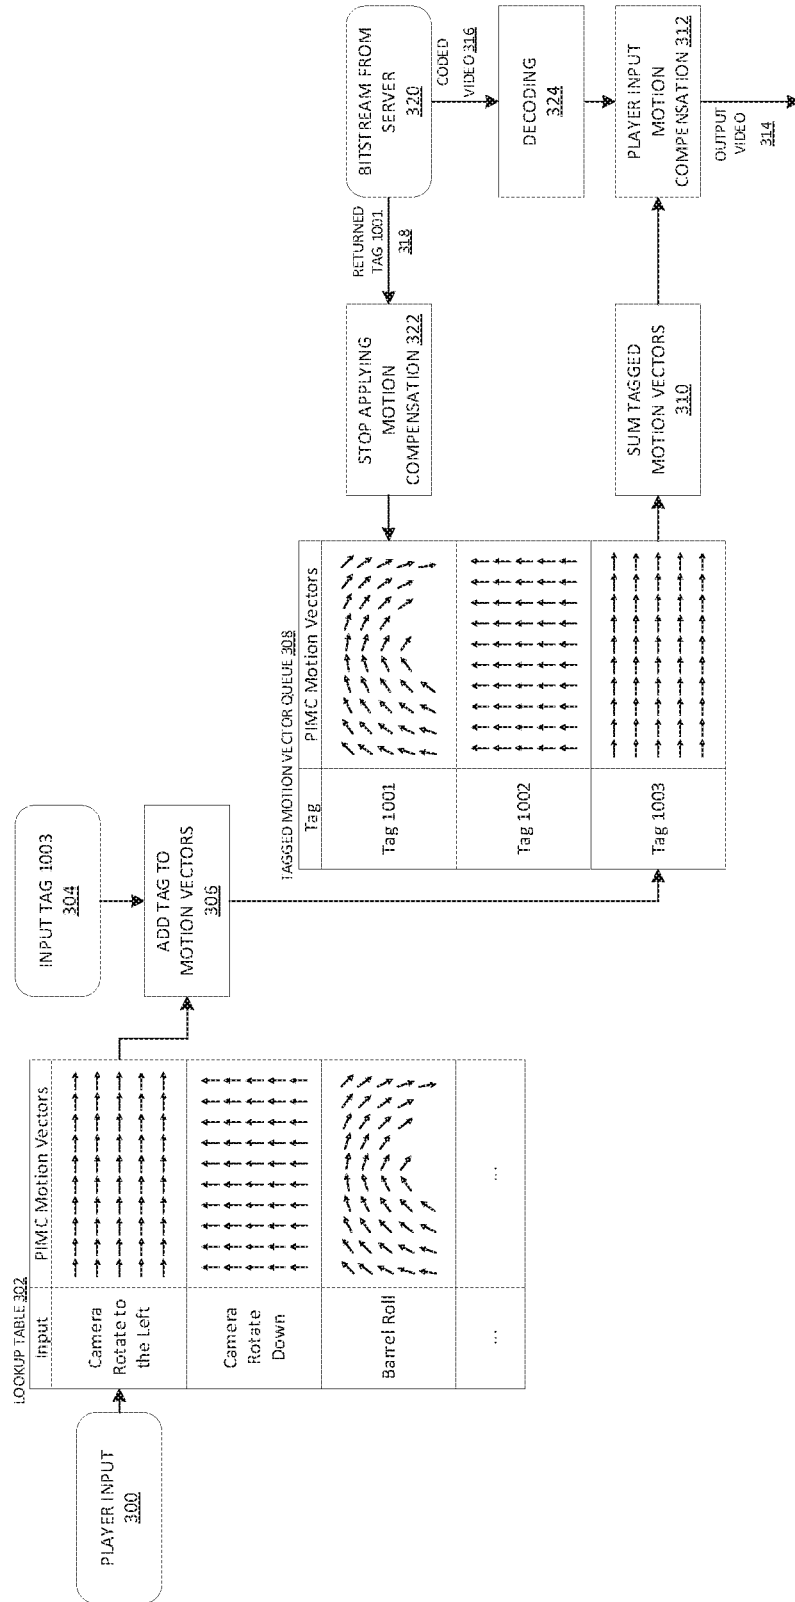 PLAYER INPUT
300
LOOKUP TABLE 302
Input
PIMC Motion Vectors
Camera
Rotate to
the Left
Camera
Rotate
Down
Barrel Roll
...
...
INPUT TAG 1003
304
ADD TAG TO
MOTION VECTORS
306
TAGGED MOTION VECTOR QUEUE 308
Tag
PIMC Motion Vectors
Tag 1001
Tag 1002
Tag 1003
STOP APPLYING
MOTION
COMPENSATION 322
SUM TAGGED
MOTION VECTORS
310
RETURNED
TAG 1001
318
BITSTREAM FROM
SERVER
320
CODED
VIDEO 316
DECODING
324
PLAYER INPUT
MOTION
COMPENSATION 312
OUTPUT
VIDEO
314